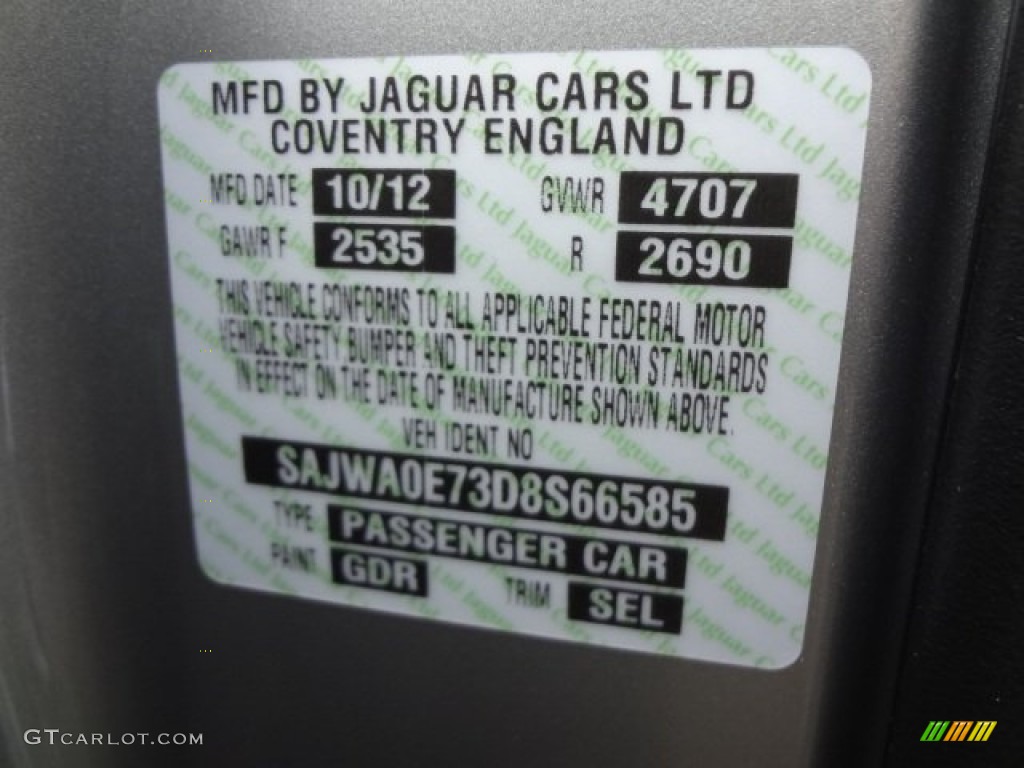 MFD BY JAGUAR CARS LTD
COVENTRY ENGLAND
MFD DATE 10/12 GVWR 4707
GAWR F 2535 R 2690
THIS VEHICLE CONFORMS TO ALL APPLICABLE FEDERAL MOTOR
VEHICLE SAFETY BUMPER AND THEFT PREVENTION STANDARDS
IN EFFECT ON THE DATE OF MANUFACTURE SHOWN ABOVE.
VEH IDENT NO
SAJWA0E73D8S66585
TYPE PASSENGER CAR
PAINT GDR TRIM SEL
GTCARLOT.COM